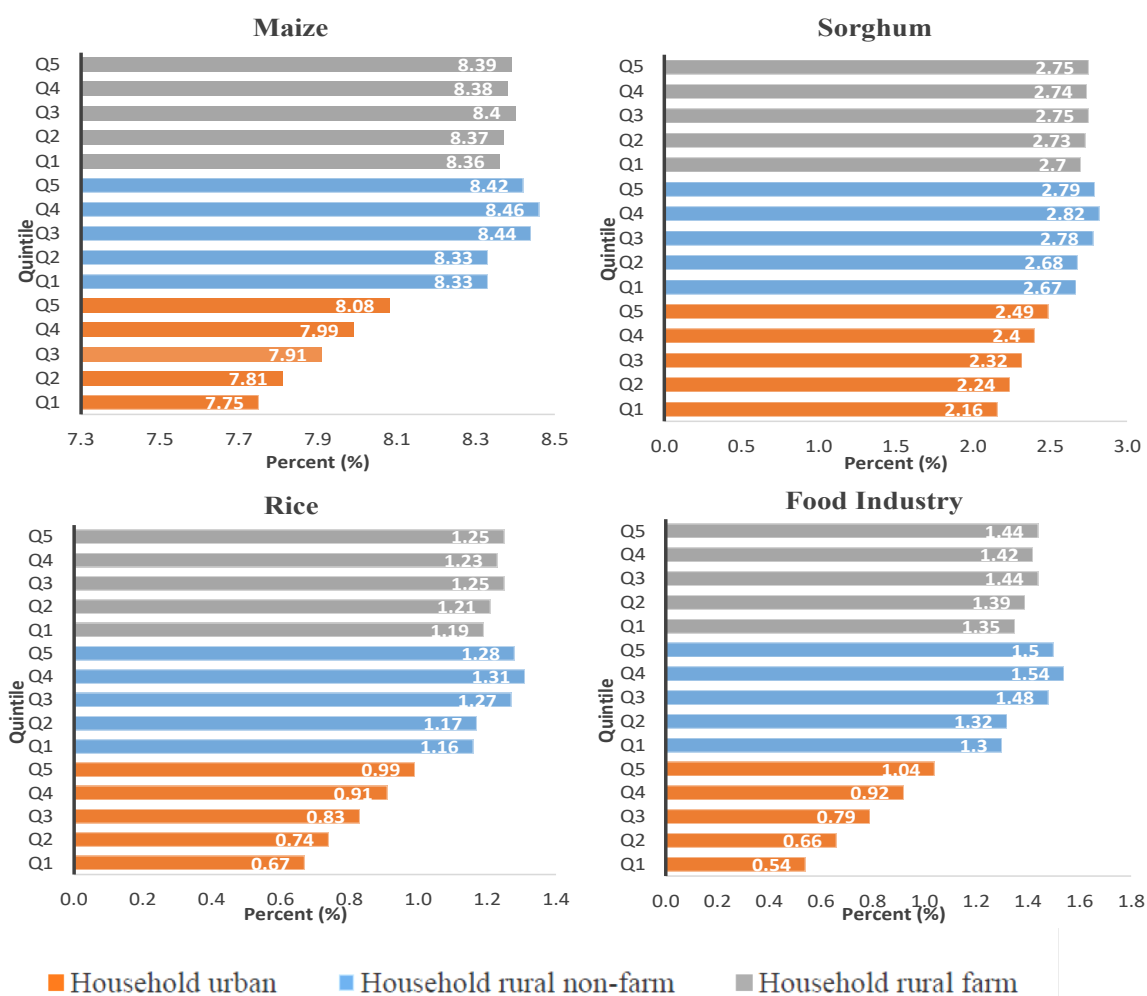 Maize
Quintile
Q5 8.39
Q4 8.38
Q3 8.4
Q2 8.37
Q1 8.36
Q5 8.42
Q4 8.46
Q3 8.44
Q2 8.33
Q1 8.33
Q5 8.08
Q4 7.99
Q3 7.91
Q2 7.81
Q1 7.75
7.3 7.5 7.7 7.9 8.1 8.3 8.5
Percent (%)
Sorghum
Q5 2.75
Q4 2.74
Q3 2.75
Q2 2.73
Q1 2.7
Q5 2.79
Q4 2.82
Q3 2.78
Q2 2.68
Q1 2.67
Q5 2.49
Q4 2.4
Q3 2.32
Q2 2.24
Q1 2.16
0.0 0.5 1.0 1.5 2.0 2.5 3.0
Percent (%)
Rice
Quintile
Q5 1.25
Q4 1.23
Q3 1.25
Q2 1.21
Q1 1.19
Q5 1.28
Q4 1.31
Q3 1.27
Q2 1.17
Q1 1.16
Q5 0.99
Q4 0.91
Q3 0.83
Q2 0.74
Q1 0.67
0.0 0.2 0.4 0.6 0.8 1.0 1.2 1.4
Percent (%)
Food Industry
Quintile
Q5 1.44
Q4 1.42
Q3 1.44
Q2 1.39
Q1 1.35
Q5 1.5
Q4 1.54
Q3 1.48
Q2 1.32
Q1 1.3
Q5 1.04
Q4 0.92
Q3 0.79
Q2 0.66
Q1 0.54
0.0 0.2 0.4 0.6 0.8 1.0 1.2 1.4 1.6 1.8
Percent (%)
Household urban Household rural non-farm Household rural farm